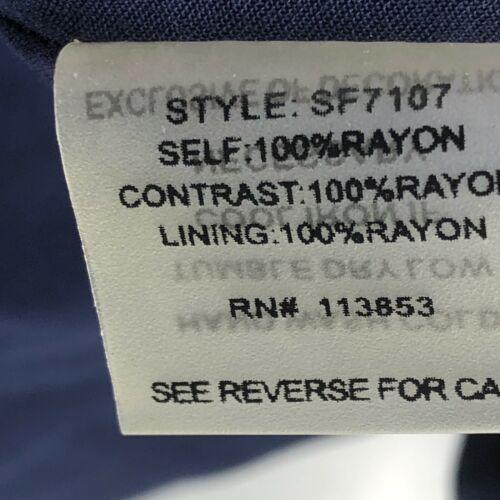 STYLE: SF7107
SELF:100%RAYON
CONTRAST:100%RAYO
LINING:100%RAYON
RN# 113853
SEE REVERSE FOR CA